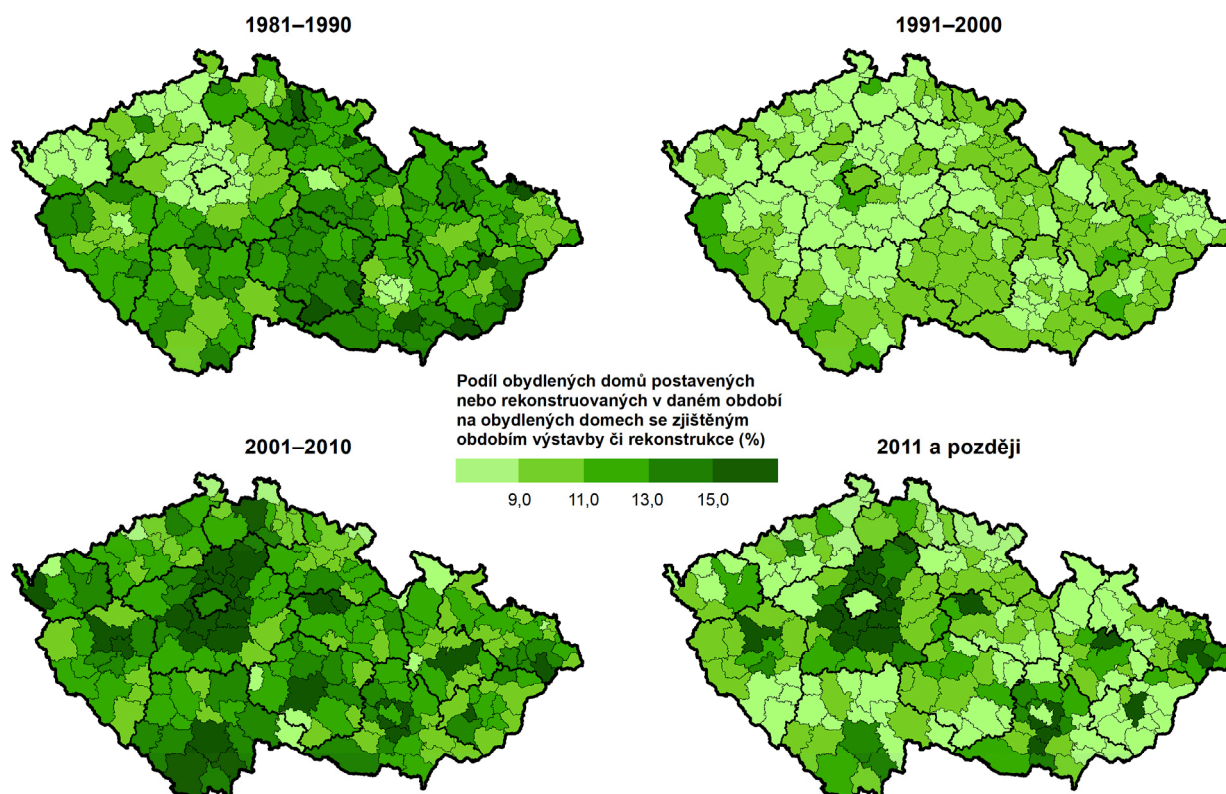 1981–1990
1991–2000
Podíl obydlených domů postavených
nebo rekonstruovaných v daném období
na obydlených domech se zjištěným
obdobím výstavby či rekonstrukce (%)
9,0 11,0 13,0 15,0
2001–2010
2011 a později